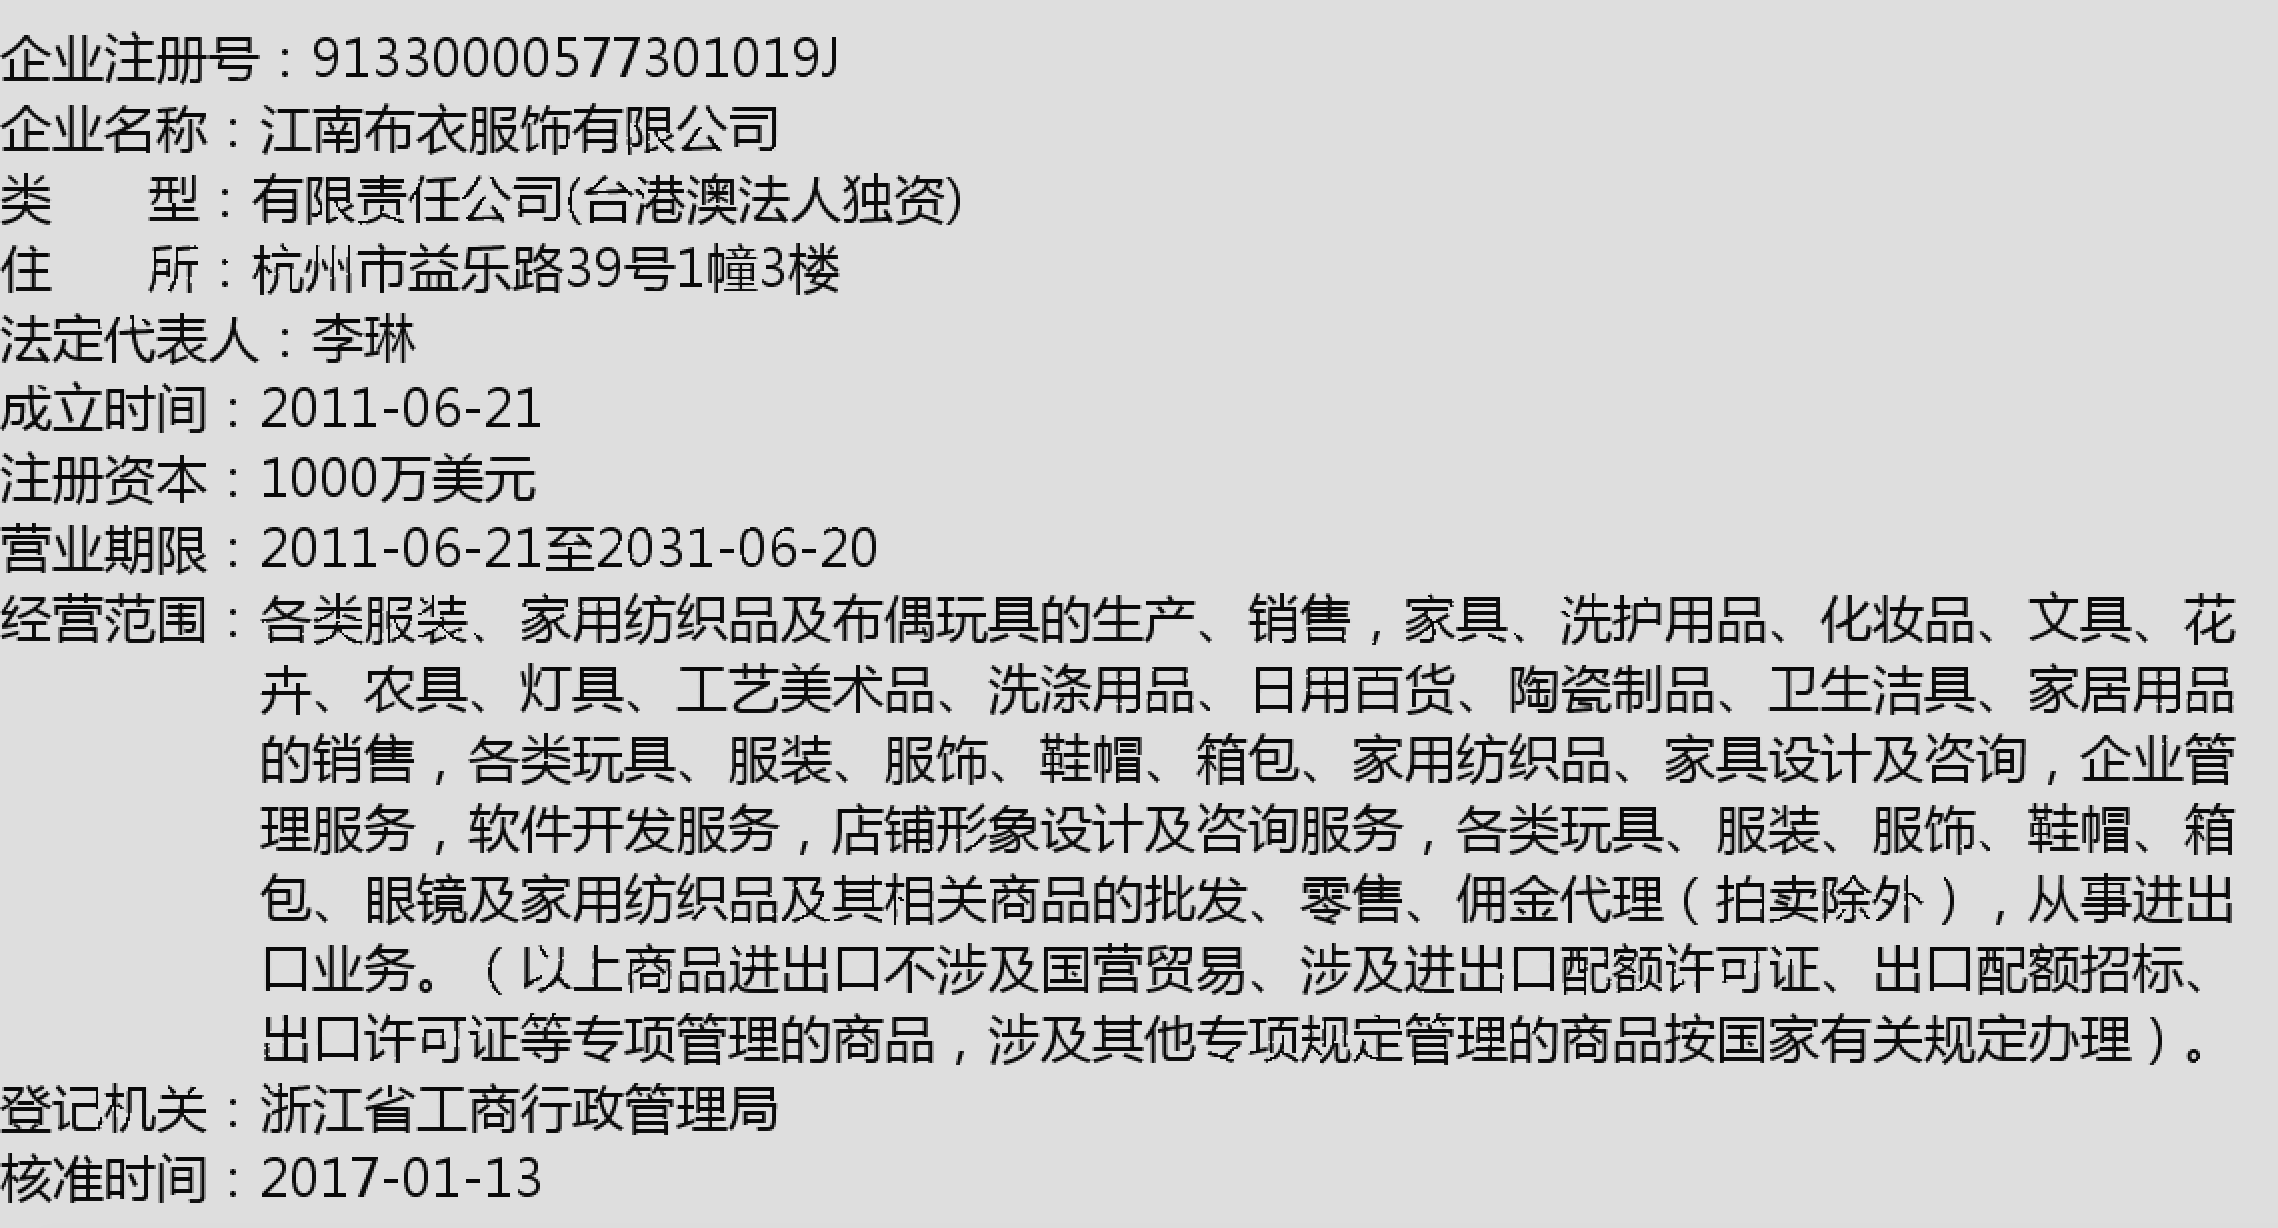 企业注册号：91330000577301019J
企业名称：江南布衣服饰有限公司
类　　型：有限责任公司(台港澳法人独资)
住　　所：杭州市益乐路39号1幢3楼
法定代表人：李琳
成立时间：2011-06-21
注册资本：1000万美元
营业期限：2011-06-21至2031-06-20
经营范围：各类服装、家用纺织品及布偶玩具的生产、销售，家具、洗护用品、化妆品、文具、花
卉、农具、灯具、工艺美术品、洗涤用品、日用百货、陶瓷制品、卫生洁具、家居用品
的销售，各类玩具、服装、服饰、鞋帽、箱包、家用纺织品、家具设计及咨询，企业管
理服务，软件开发服务，店铺形象设计及咨询服务，各类玩具、服装、服饰、鞋帽、箱
包、眼镜及家用纺织品及其相关商品的批发、零售、佣金代理（拍卖除外），从事进出
口业务。（以上商品进出口不涉及国营贸易、涉及进出口配额许可证、出口配额招标、
出口许可证等专项管理的商品，涉及其他专项规定管理的商品按国家有关规定办理）。
登记机关：浙江省工商行政管理局
核准时间：2017-01-13